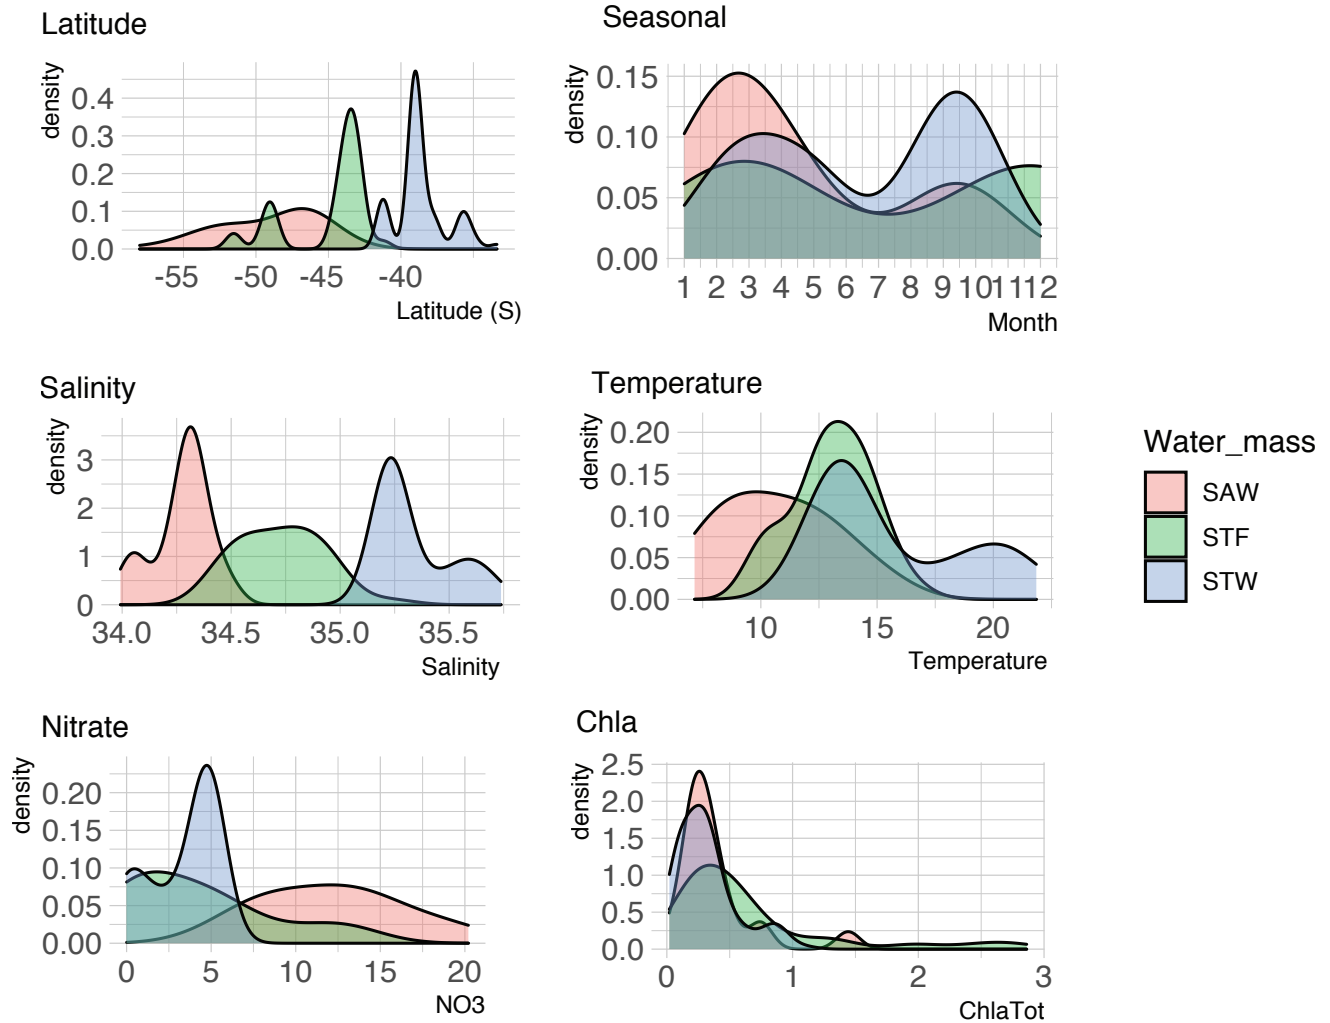 Latitude
density
0.4
0.3
0.2
0.1
0.0
-55 -50 -45 -40
Latitude (S)
Seasonal
density
0.15
0.10
0.05
0.00
1 2 3 4 5 6 7 8 9 10 11 12
Month
Salinity
density
3
2
1
0
34.0 34.5 35.0 35.5
Salinity
Temperature
density
0.20
0.15
0.10
0.05
0.00
10 15 20
Temperature
Water_mass
SAW
STF
STW
Nitrate
density
0.20
0.15
0.10
0.05
0.00
0 5 10 15 20
NO3
Chla
density
2.5
2.0
1.5
1.0
0.5
0.0
0 1 2 3
ChlaTot